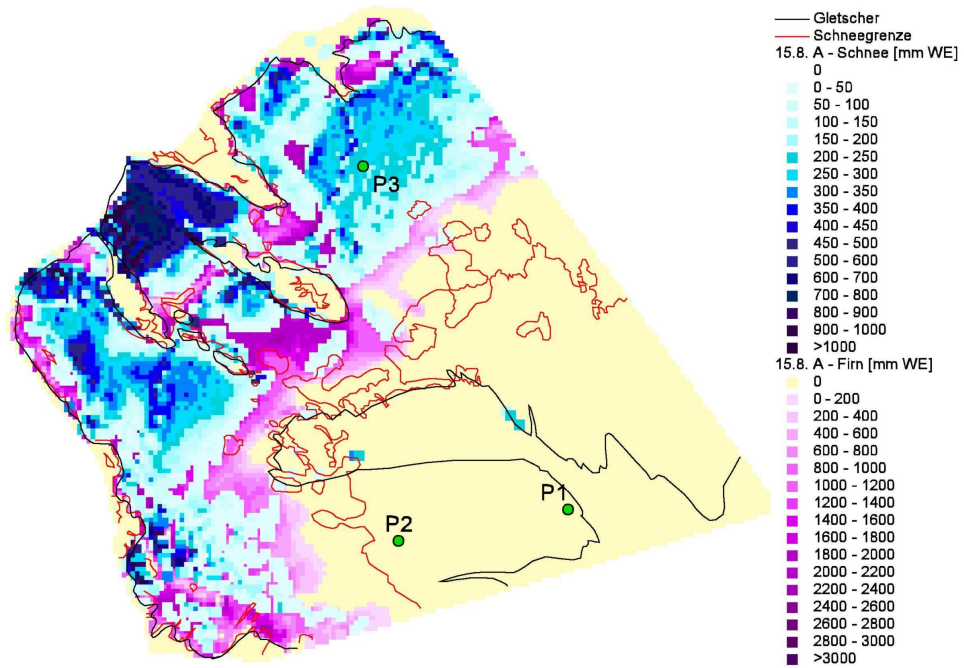 Gletscher
Schneegrenze
15.8. A - Schnee [mm WE]
0
0 - 50
50 - 100
100 - 150
150 - 200
200 - 250
250 - 300
300 - 350
350 - 400
400 - 450
450 - 500
500 - 600
600 - 700
700 - 800
800 - 900
900 - 1000
>1000
15.8. A - Firn [mm WE]
0
0 - 200
200 - 400
400 - 600
600 - 800
800 - 1000
1000 - 1200
1200 - 1400
1400 - 1600
1600 - 1800
1800 - 2000
2000 - 2200
2200 - 2400
2400 - 2600
2600 - 2800
2800 - 3000
>3000
P3
P1
P2